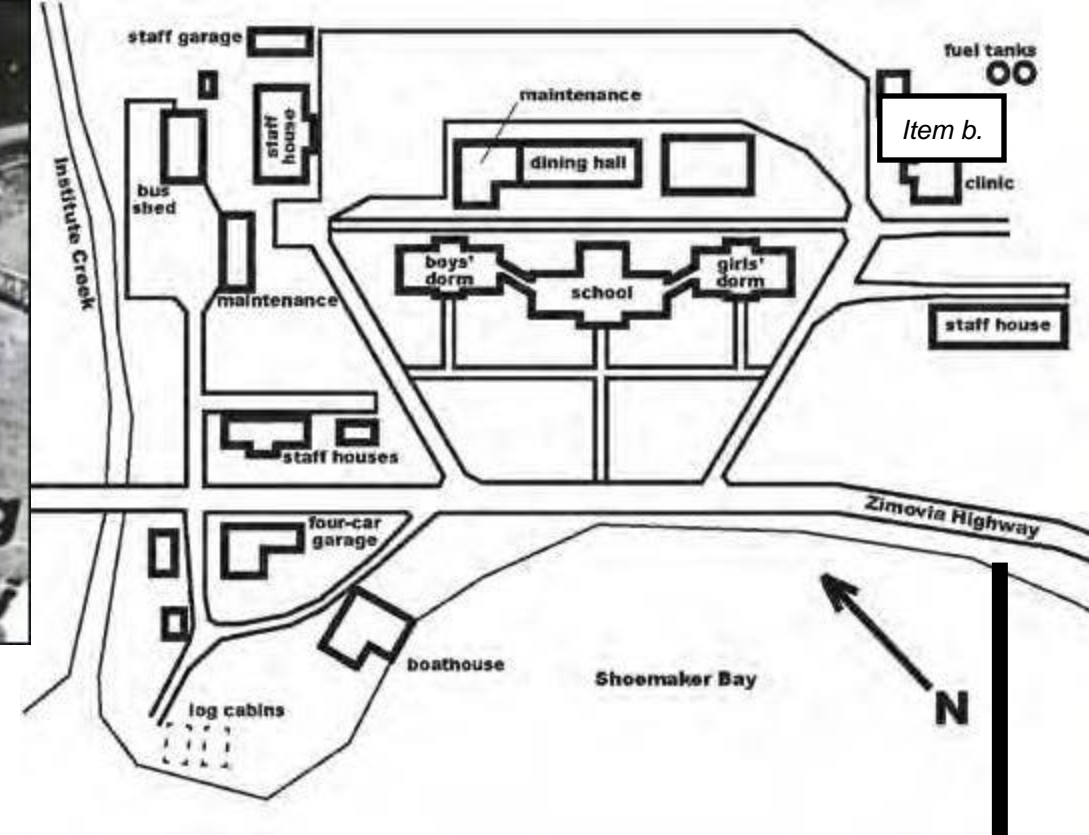 staff garage
fuel tanks
maintenance
Item b.
staff
house
dining hall
bus
shed
clinic
Institute Creek
boys'
dorm
school
girls'
dorm
maintenance
staff house
staff houses
Zimovia Highway
four-car
garage
boathouse
Shoemaker Bay
N
log cabins